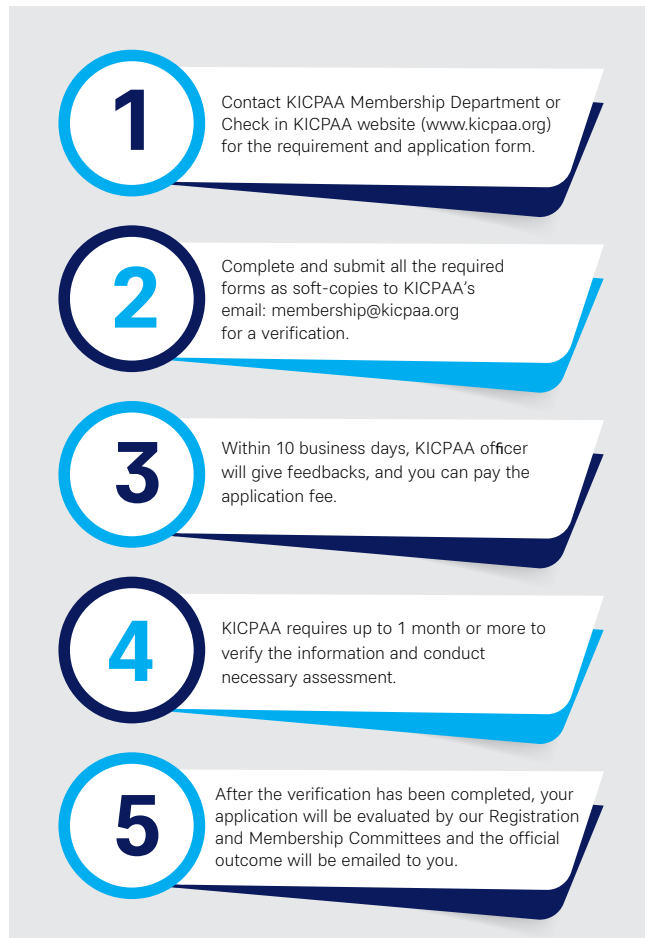 1
Contact KICPAA Membership Department or
Check in KICPAA website (www.kicpaa.org)
for the requirement and application form.
2
Complete and submit all the required
forms as soft-copies to KICPAA's
email: membership@kicpaa.org
for a verification.
3
Within 10 business days, KICPAA officer
will give feedbacks, and you can pay the
application fee.
4
KICPAA requires up to 1 month or more to
verify the information and conduct
necessary assessment.
5
After the verification has been completed, your
application will be evaluated by our Registration
and Membership Committees and the official
outcome will be emailed to you.